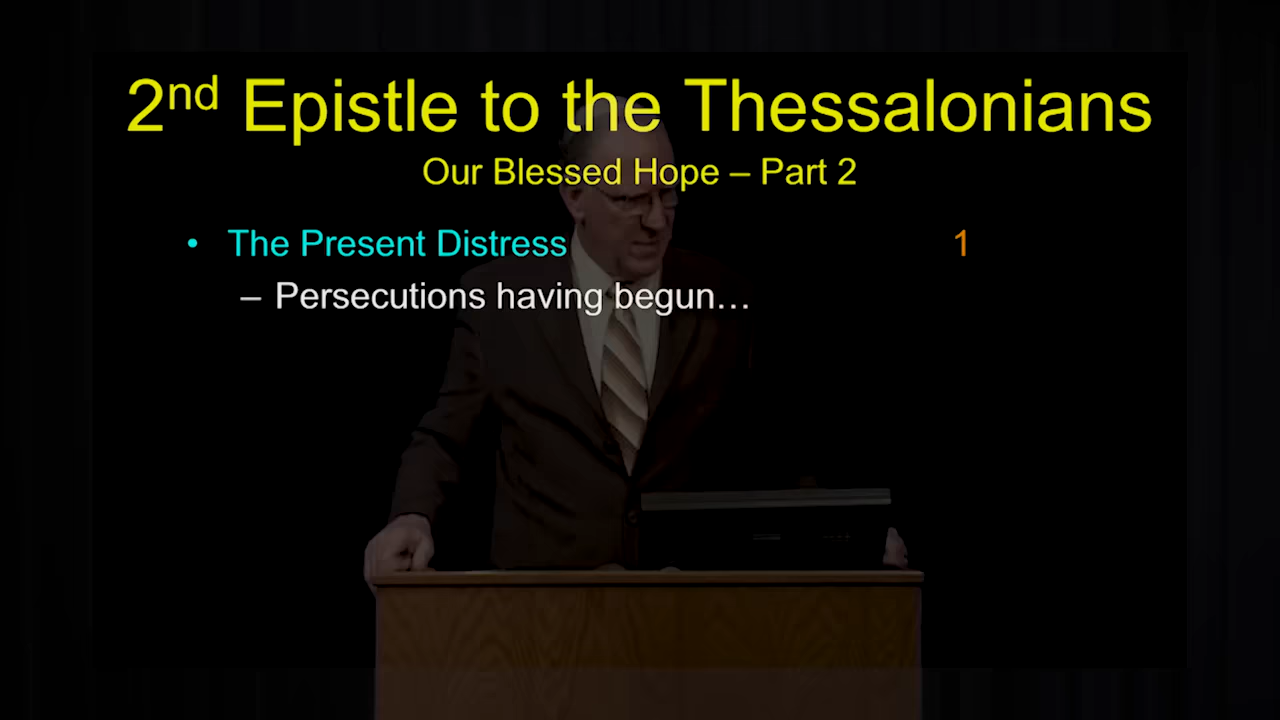 2nd Epistle to the Thessalonians
Our Blessed Hope – Part 2
• The Present Distress 1
– Persecutions having begun…